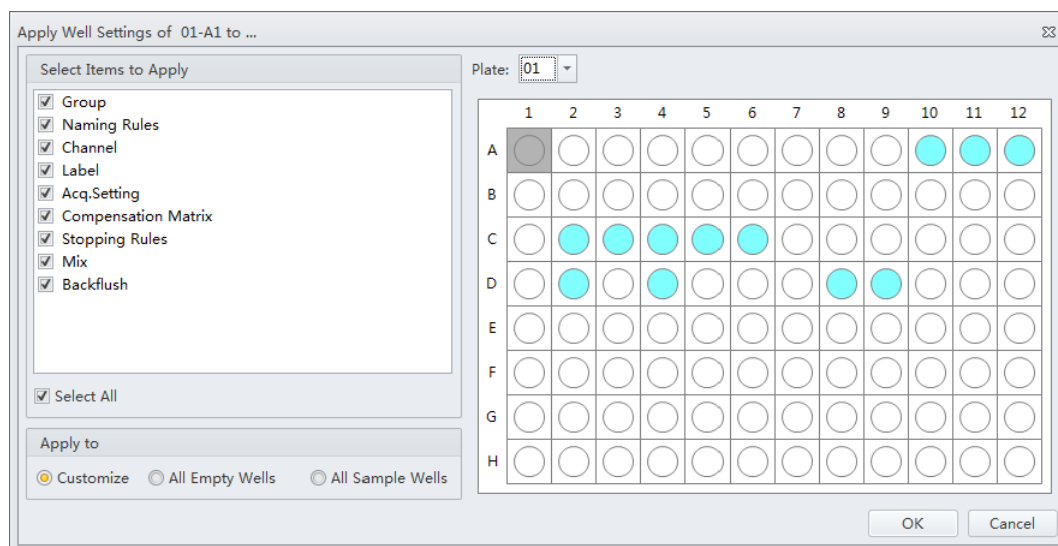 Apply Well Settings of 01-A1 to ...
Select Items to Apply
Group
Naming Rules
Channel
Label
Acq.Setting
Compensation Matrix
Stopping Rules
Mix
Backflush
Select All
Apply to
Customize All Empty Wells All Sample Wells
Plate: 01
1 2 3 4 5 6 7 8 9 10 11 12
A
B
C
D
E
F
G
H
OK Cancel